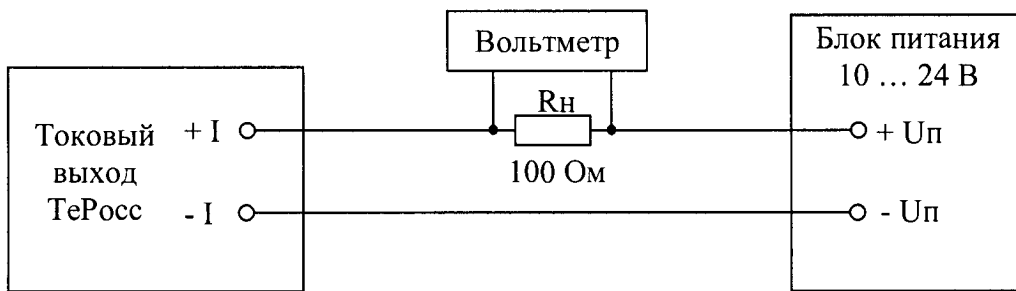 Вольтметр
Блок питания
10 ... 24 В
Rн
Токовый
выход
ТеРосс
+ I
+ Uп
100 Ом
- I
- Uп